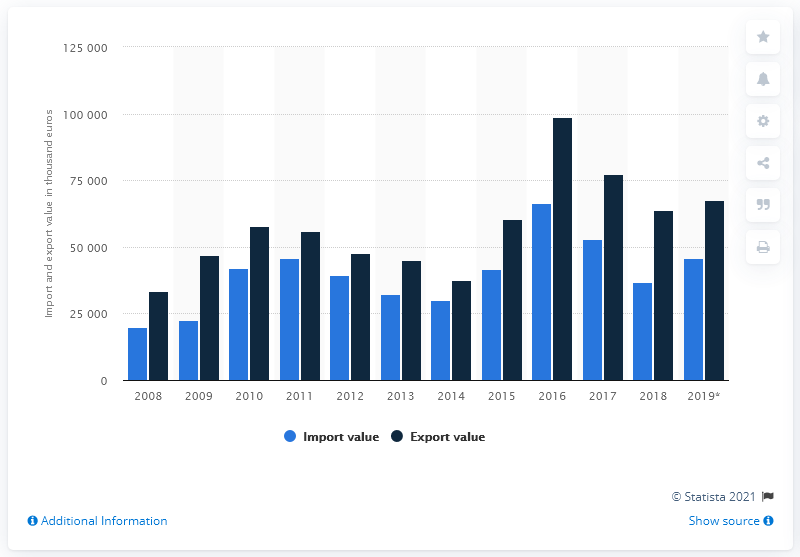 Import and export value in thousand euros
125 000
100 000
75 000
50 000
25 000
0
2008 2009 2010 2011 2012 2013 2014 2015 2016 2017 2018 2019*
Import value Export value
© Statista 2021
Additional Information Show source